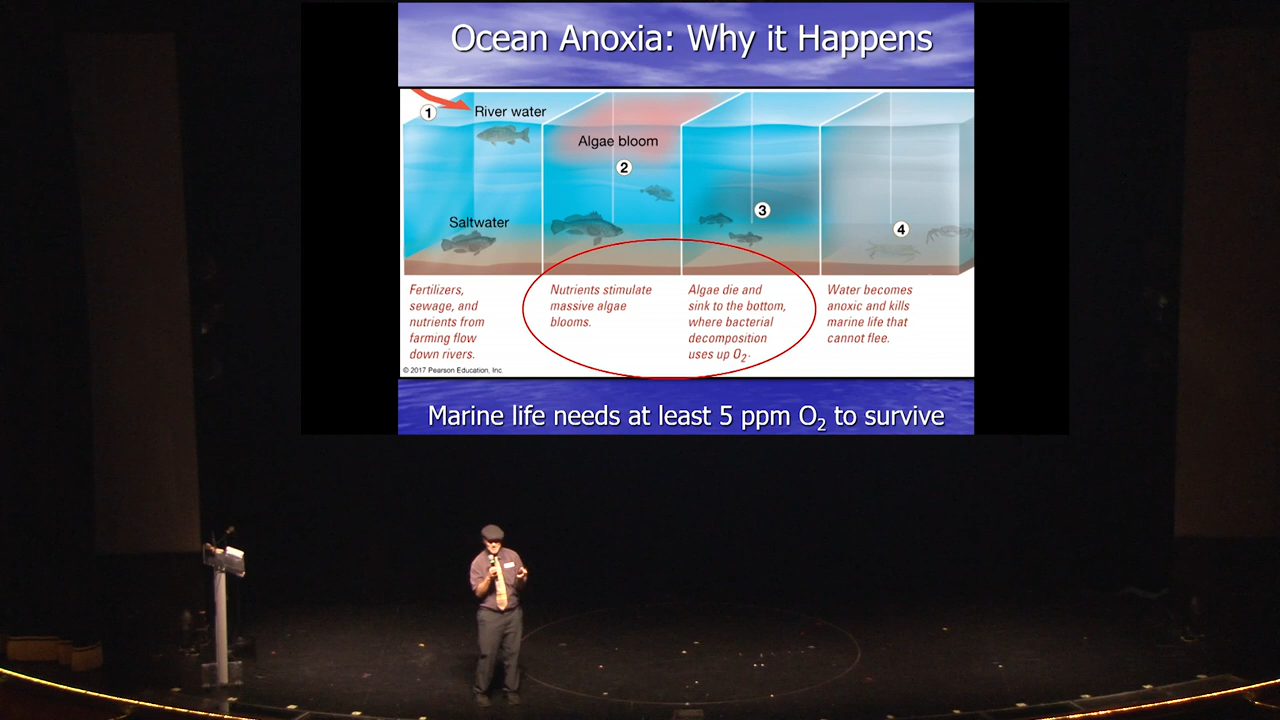 Ocean Anoxia: Why it Happens
1
River water
Algae bloom
2
Saltwater
3
4
Fertilizers,
sewage, and
nutrients from
farming flow
down rivers.
Nutrients stimulate
massive algae
blooms.
Algae die and
sink to the bottom,
where bacterial
decomposition
uses up O₂.
Water becomes
anoxic and kills
marine life that
cannot flee.
© 2017 Pearson Education, Inc.
Marine life needs at least 5 ppm O₂ to survive